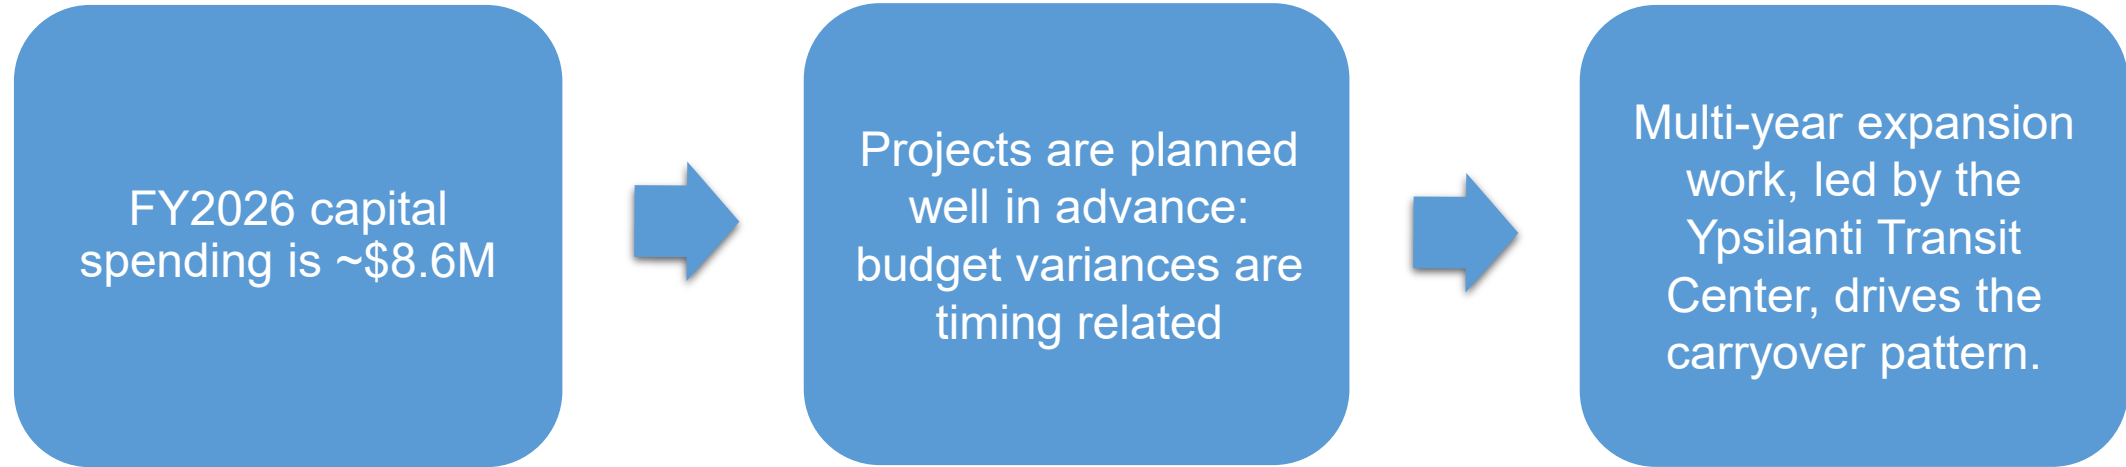 FY2026 capital
spending is ~$8.6M
Projects are planned
well in advance:
budget variances are
timing related
Multi-year expansion
work, led by the
Ypsilanti Transit
Center, drives the
carryover pattern.